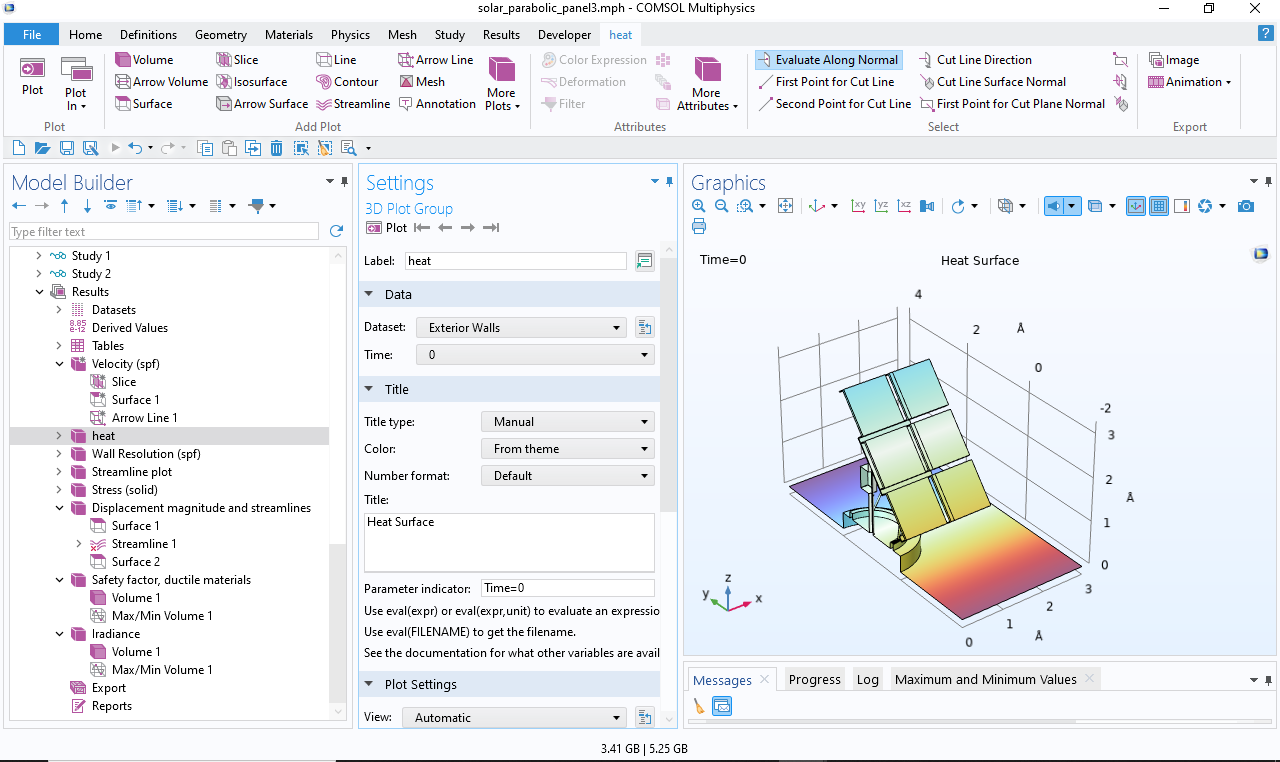 solar_parabolic_panel3.mph - COMSOL Multiphysics
File Home Definitions Geometry Materials Physics Mesh Study Results Developer heat ?
Volume Slice Line Arrow Line Color Expression Evaluate Along Normal Cut Line Direction Image
Arrow Volume Isosurface Contour Mesh Deformation First Point for Cut Line Cut Line Surface Normal Animation
Surface Arrow Surface Streamline Annotation Filter Second Point for Cut Line First Point for Cut Plane Normal
Plot
Plot In
More Plots
More Attributes
Plot Add Plot Attributes Select Export
Model Builder
Type filter text
Study 1
Study 2
Results
Datasets
8.85
e-12
Derived Values
Tables
Velocity (spf)
Slice
Surface 1
Arrow Line 1
heat
Wall Resolution (spf)
Streamline plot
Stress (solid)
Displacement magnitude and streamlines
Surface 1
Streamline 1
Surface 2
Safety factor, ductile materials
Volume 1
Max/Min Volume 1
Irradiance
Volume 1
Max/Min Volume 1
Export
Reports
Settings
3D Plot Group
Plot
Label: heat
Data
Dataset: Exterior Walls
Time: 0
Title
Title type: Manual
Color: From theme
Number format: Default
Title:
Heat Surface
Parameter indicator: Time=0
Use eval(expr) or eval(expr,unit) to evaluate an expressio
Use eval(FILENAME) to get the filename.
See the documentation for what other variables are avail
Plot Settings
View: Automatic
Graphics
xy yz xz
Time=0 Heat Surface
4
2 Å
0
-2
3
2
Å
1
0
3
2
1 Å
0
z
y x
Messages Progress Log Maximum and Minimum Values
3.41 GB | 5.25 GB